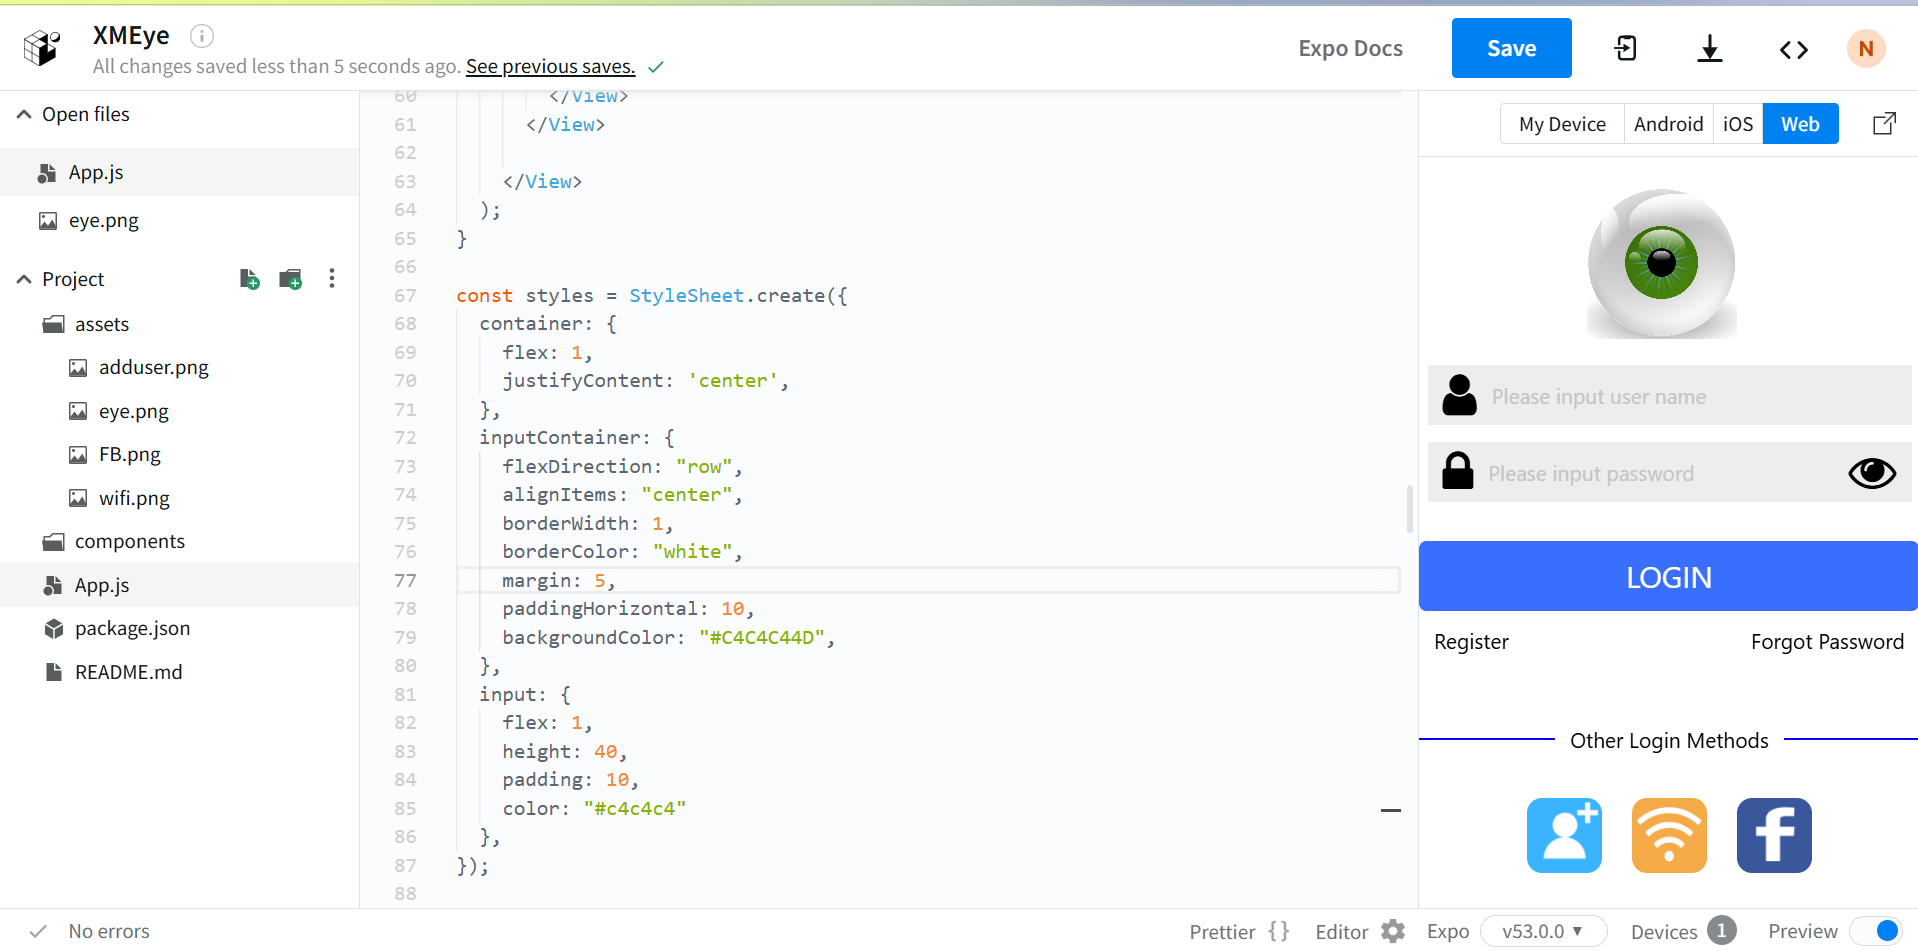 XMEye
All changes saved less than 5 seconds ago. See previous saves.
Expo Docs
Save
N
Open files
App.js
eye.png
Project
assets
adduser.png
eye.png
FB.png
wifi.png
components
App.js
package.json
README.md
60 </View>
61 </View>
62
63 </View>
64 );
65 }
66
67 const styles = StyleSheet.create({
68 container: {
69 flex: 1,
70 justifyContent: 'center',
71 },
72 inputContainer: {
73 flexDirection: "row",
74 alignItems: "center",
75 borderWidth: 1,
76 borderColor: "white",
77 margin: 5,
78 paddingHorizontal: 10,
79 backgroundColor: "#C4C4C44D",
80 },
81 input: {
82 flex: 1,
83 height: 40,
84 padding: 10,
85 color: "#c4c4c4"
86 },
87 });
88
My Device Android iOS Web
Please input user name
Please input password
LOGIN
Register Forgot Password
Other Login Methods
f
No errors
Prettier {} Editor Expo v53.0.0 Devices 1 Preview